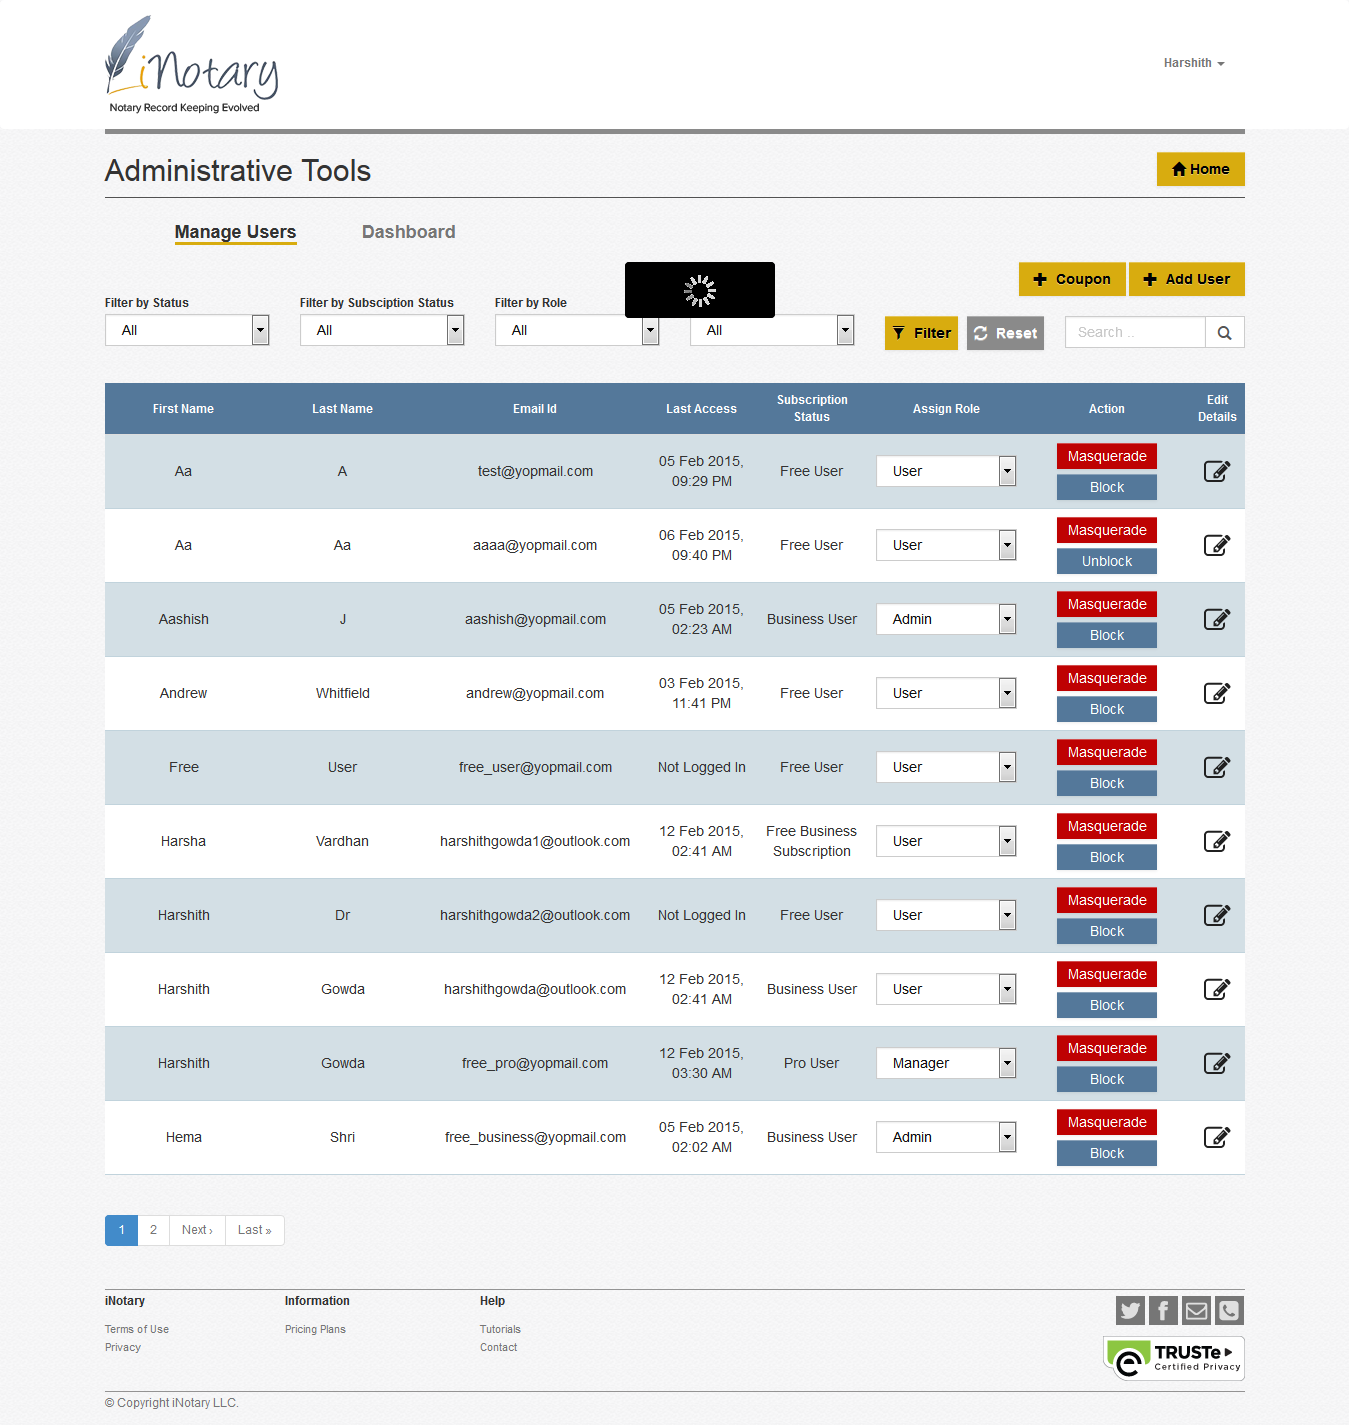 iNotary
Notary Record Keeping Evolved
Harshith
Administrative Tools
Home
Manage Users
Dashboard
Coupon
Add User
Filter by Status
Filter by Subsciption Status
Filter by Role
All
All
All
All
Filter
Reset
Search ..
First Name Last Name Email Id Last Access Subscription Status Assign Role Action Edit Details
Aa A test@yopmail.com 05 Feb 2015, 09:29 PM Free User User Masquerade Block
Aa Aa aaaa@yopmail.com 06 Feb 2015, 09:40 PM Free User User Masquerade Unblock
Aashish J aashish@yopmail.com 05 Feb 2015, 02:23 AM Business User Admin Masquerade Block
Andrew Whitfield andrew@yopmail.com 03 Feb 2015, 11:41 PM Free User User Masquerade Block
Free User free_user@yopmail.com Not Logged In Free User User Masquerade Block
Harsha Vardhan harshithgowda1@outlook.com 12 Feb 2015, 02:41 AM Free Business Subscription User Masquerade Block
Harshith Dr harshithgowda2@outlook.com Not Logged In Free User User Masquerade Block
Harshith Gowda harshithgowda@outlook.com 12 Feb 2015, 02:41 AM Business User User Masquerade Block
Harshith Gowda free_pro@yopmail.com 12 Feb 2015, 03:30 AM Pro User Manager Masquerade Block
Hema Shri free_business@yopmail.com 05 Feb 2015, 02:02 AM Business User Admin Masquerade Block
1 2 Next › Last »
iNotary
Information
Help
Terms of Use
Pricing Plans
Tutorials
Privacy
Contact
TRUSTe
Certified Privacy
© Copyright iNotary LLC.